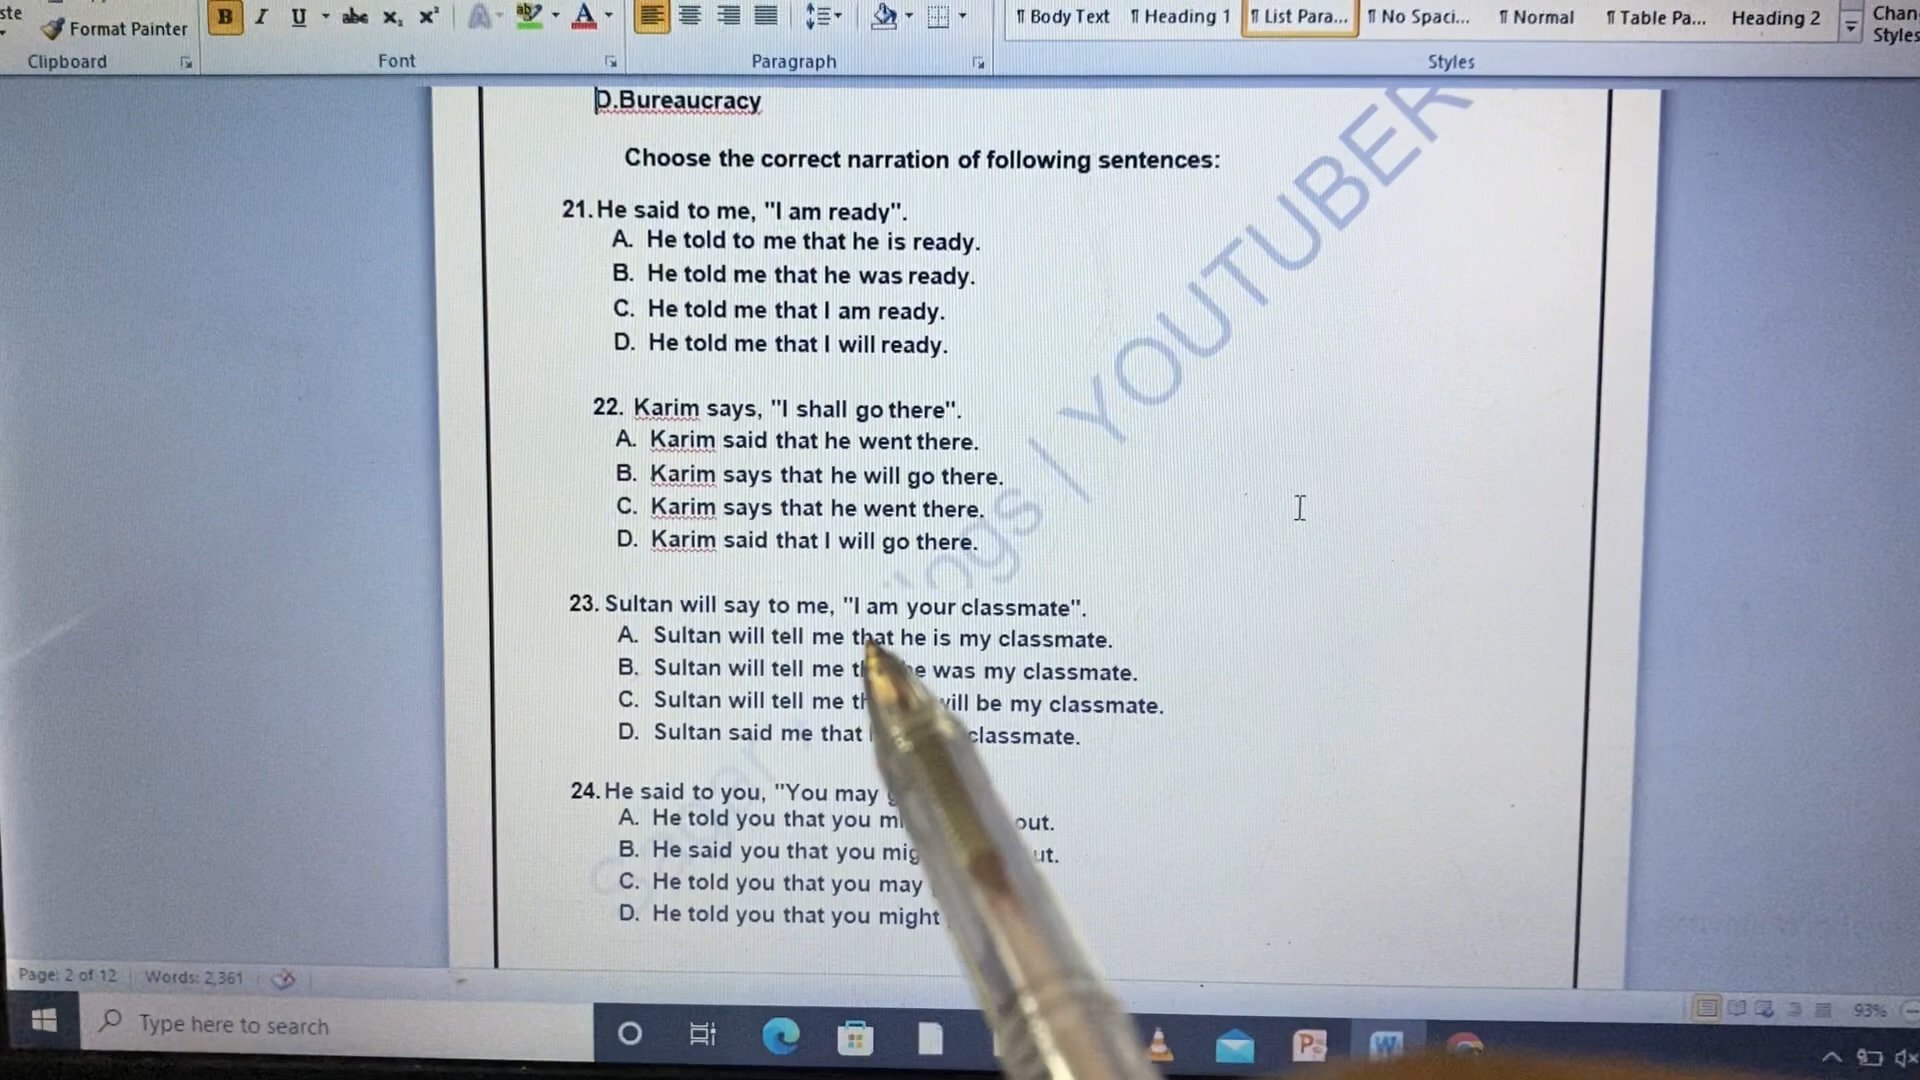 ste
Format Painter
B I U abc x₂ x² A ab A
Body Text Heading 1 List Para... No Spaci... Normal Table Pa... Heading 2
Chan
Styles
Clipboard Font Paragraph Styles
D.Bureaucracy
Choose the correct narration of following sentences:
21. He said to me, "I am ready".
A. He told to me that he is ready.
B. He told me that he was ready.
C. He told me that I am ready.
D. He told me that I will ready.
22. Karim says, "I shall go there".
A. Karim said that he went there.
B. Karim says that he will go there.
C. Karim says that he went there.
D. Karim said that I will go there.
23. Sultan will say to me, "I am your classmate".
A. Sultan will tell me that he is my classmate.
B. Sultan will tell me was my classmate.
C. Sultan will tell me will be my classmate.
D. Sultan said me that classmate.
24. He said to you, "You may
A. He told you that you out.
B. He said you that you
C. He told you that you may
D. He told you that you might
| YOUTUBER
Page: 2 of 12 Words: 2,361
93%
Type here to search